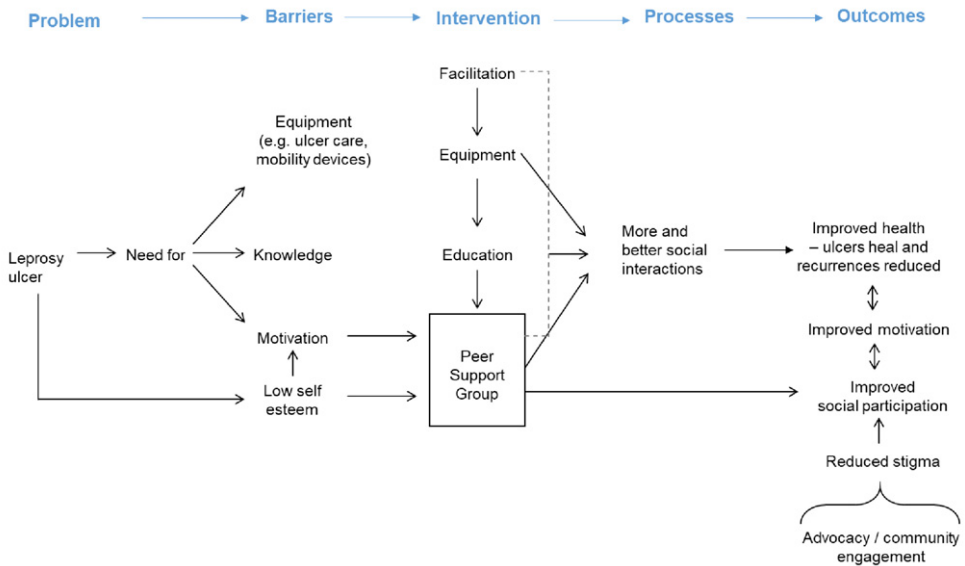 Problem
Barriers
Intervention
Processes
Outcomes
Facilitation
Equipment
(e.g. ulcer care,
mobility devices)
Equipment
Leprosy
ulcer
Need for
Knowledge
Education
More and
better social
interactions
Improved health
– ulcers heal and
recurrences reduced
Motivation
Peer
Support
Group
Improved motivation
Low self
esteem
Improved
social participation
Reduced stigma
Advocacy / community
engagement